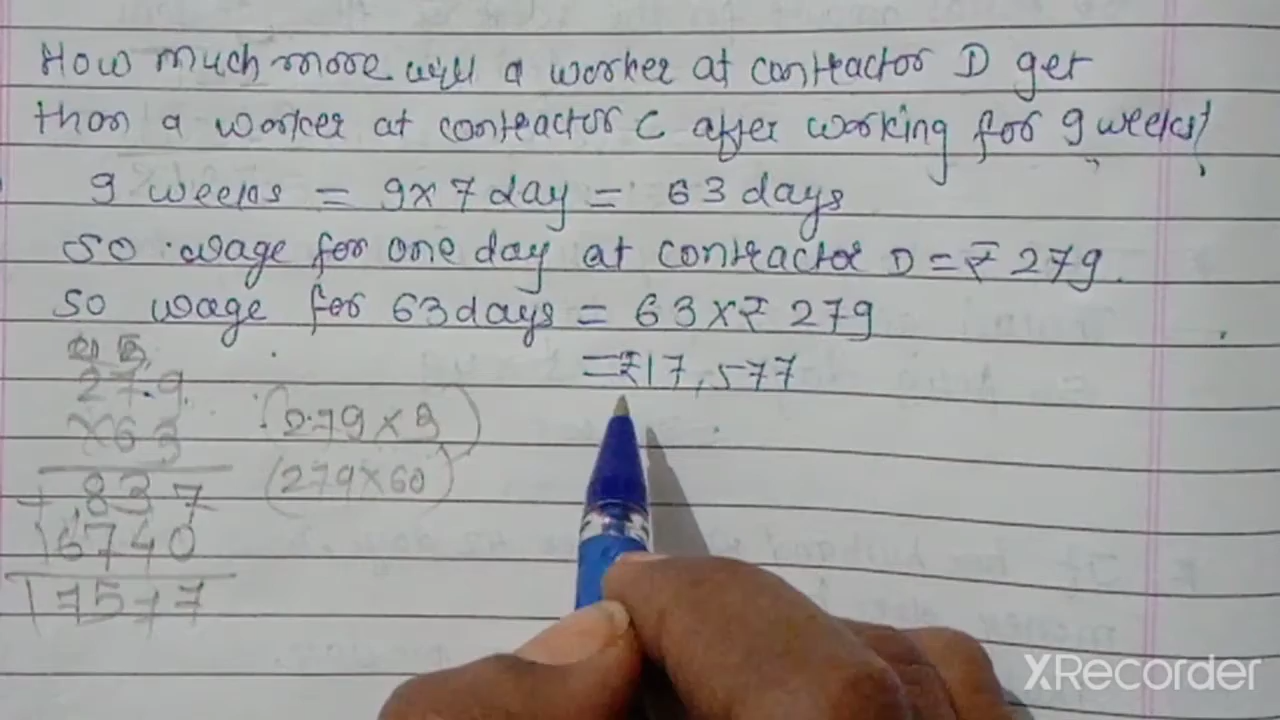 How much more will a worker at contractor D get
than a worker at contractor C after working for 9 weeks?
9 weeks = 9x7 day = 63 days
So wage for one day at contractor D = ₹ 279.
So wage for 63 days = 63 x ₹ 279
= ₹17,577
279
x63
(279 x 3)
+ 837
(279x60)
16740
17577
XRecorder